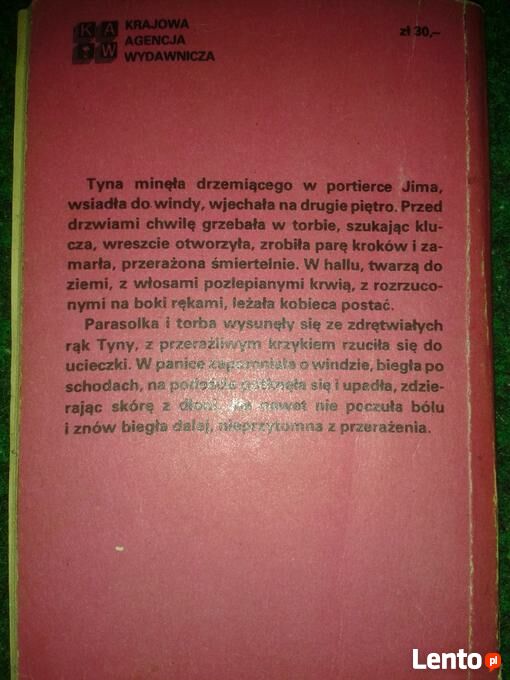 K A
W
KRAJOWA
AGENCJA
WYDAWNICZA
zł 30,–
Tyna minęła drzemiącego w portierce Jima,
wsiadła do windy, wjechała na drugie piętro. Przed
drzwiami chwilę grzebała w torbie, szukając klu-
cza, wreszcie otworzyła, zrobiła parę kroków i za-
marła, przerażona śmiertelnie. W hallu, twarzą do
ziemi, z włosami pozlepianymi krwią, z rozrzuco-
nymi na boki rękami, leżała kobieca postać.
Parasolka i torba wysunęły się ze zdrętwiałych
rąk Tyny, z przeraźliwym krzykiem rzuciła się do
ucieczki. W panice zapomniała o windzie, biegła po
schodach, na podeście potknęła się i upadła, zdzie-
rając skórę z dłoni, nawet nie poczuła bólu
i znów biegła dalej, nieprzytomna z przerażenia.
Lento.pl